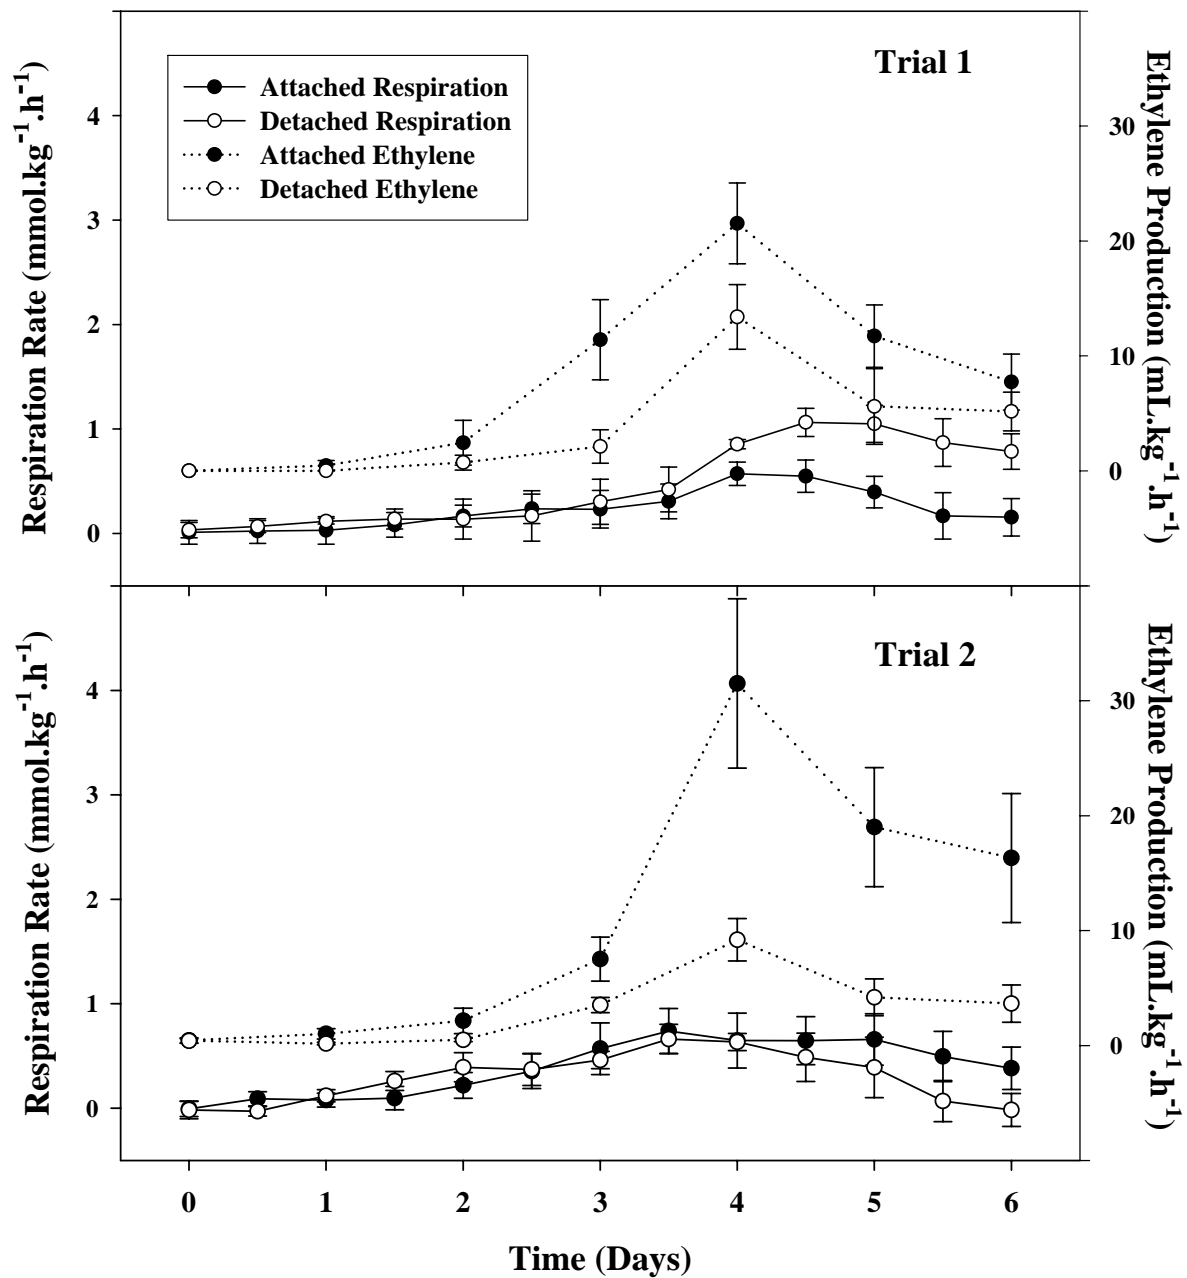 Trial 1
Attached Respiration
Detached Respiration
Attached Ethylene
Detached Ethylene
Respiration Rate (mmol.kg⁻¹.h⁻¹)
4
3
2
1
0
Ethylene Production (mL.kg⁻¹.h⁻¹)
30
20
10
0
Trial 2
Respiration Rate (mmol.kg⁻¹.h⁻¹)
4
3
2
1
0
Ethylene Production (mL.kg⁻¹.h⁻¹)
30
20
10
0
0 1 2 3 4 5 6
Time (Days)